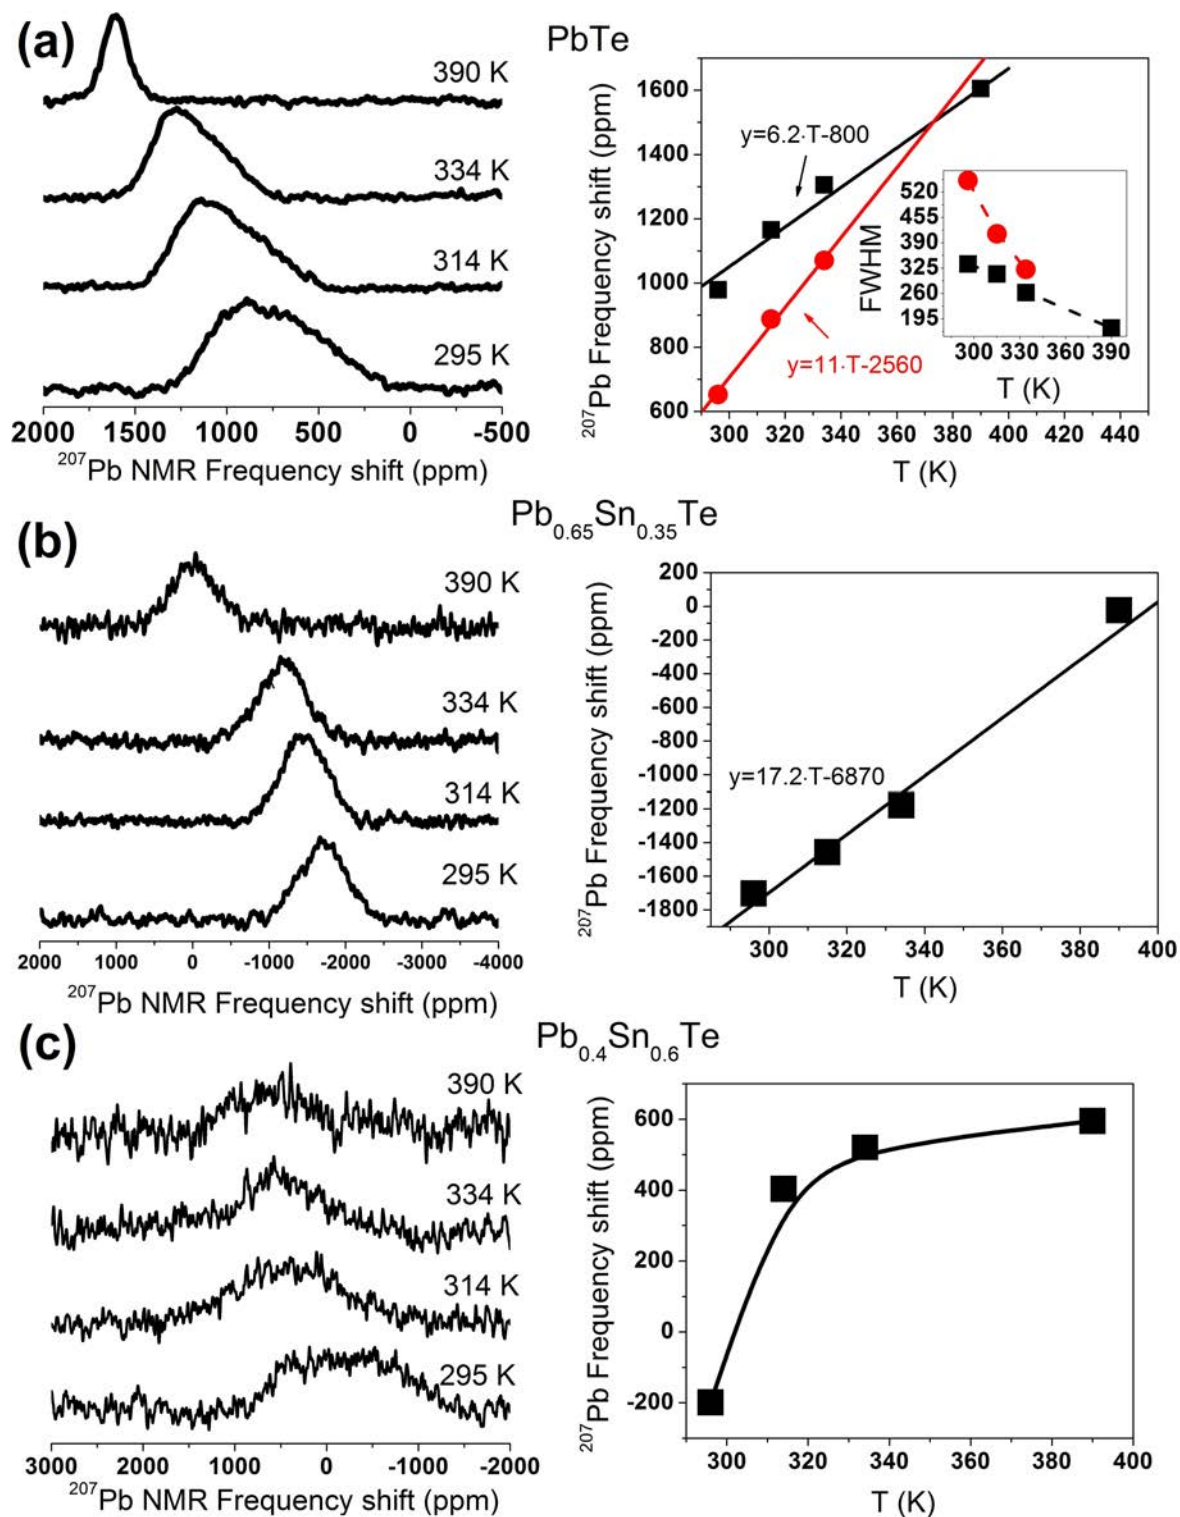 (a)
PbTe
390 K
334 K
314 K
295 K
2000 1500 1000 500 0 -500
²⁰⁷Pb NMR Frequency shift (ppm)
²⁰⁷Pb Frequency shift (ppm)
1600
1400
1200
1000
800
600
y=6.2·T-800
y=11·T-2560
300 320 340 360 380 400 420 440
T (K)
FWHM
520
455
390
325
260
195
300 330 360 390
T (K)
(b)
Pb₀.₆₅Sn₀.₃₅Te
390 K
334 K
314 K
295 K
2000 1000 0 -1000 -2000 -3000 -4000
²⁰⁷Pb NMR Frequency shift (ppm)
²⁰⁷Pb Frequency shift (ppm)
200
0
-200
-400
-600
-800
-1000
-1200
-1400
-1600
-1800
y=17.2·T-6870
300 320 340 360 380 400
T (K)
(c)
Pb₀.₄Sn₀.₆Te
390 K
334 K
314 K
295 K
3000 2000 1000 0 -1000 -2000
²⁰⁷Pb NMR Frequency shift (ppm)
²⁰⁷Pb Frequency shift (ppm)
600
400
200
0
-200
300 320 340 360 380 400
T (K)